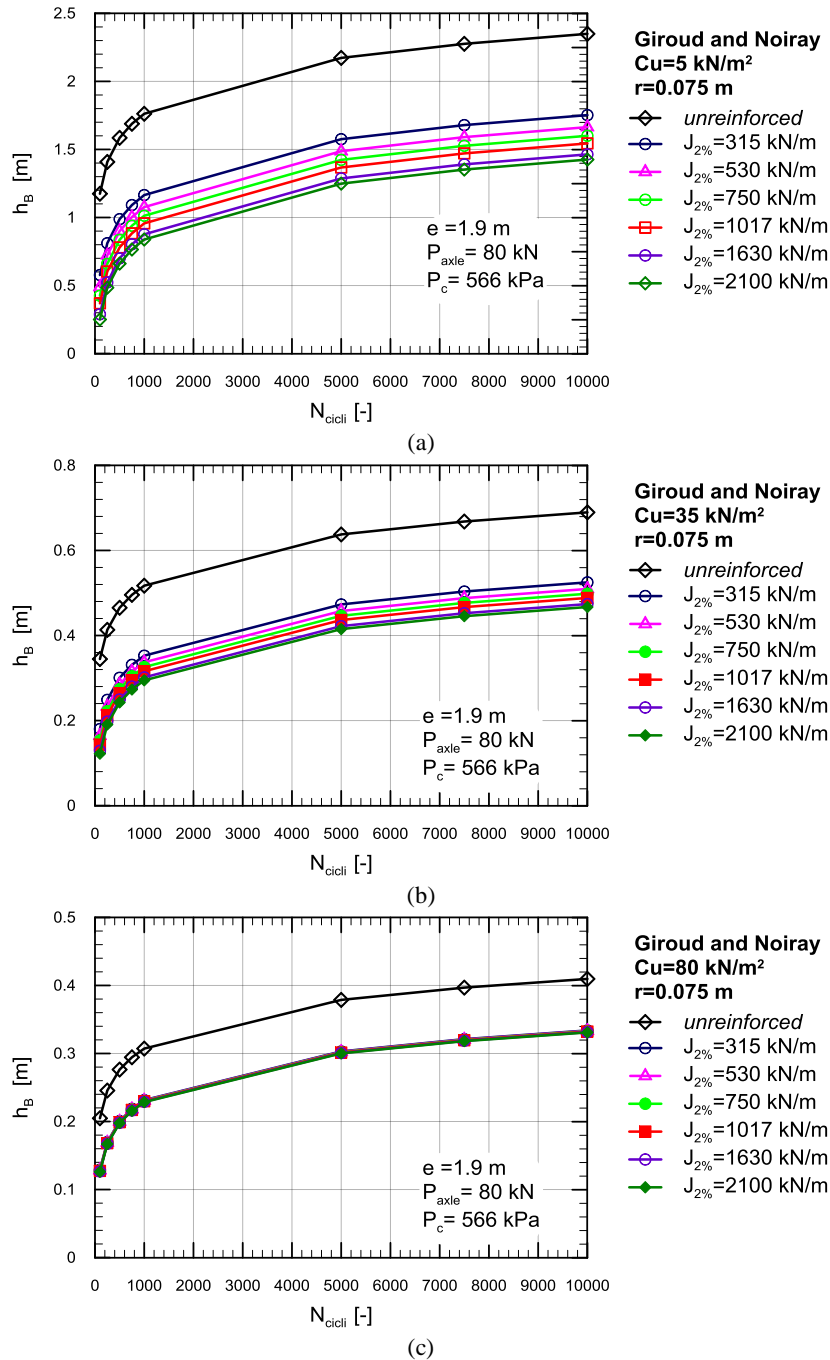 2.5
2
1.5
1
0.5
0
h_B [m]
0 1000 2000 3000 4000 5000 6000 7000 8000 9000 10000
N_cicli [-]
e =1.9 m
P_axle= 80 kN
P_c= 566 kPa
Giroud and Noiray
Cu=5 kN/m²
r=0.075 m
unreinforced
J_2%=315 kN/m
J_2%=530 kN/m
J_2%=750 kN/m
J_2%=1017 kN/m
J_2%=1630 kN/m
J_2%=2100 kN/m
(a)
0.8
0.6
0.4
0.2
0
h_B [m]
0 1000 2000 3000 4000 5000 6000 7000 8000 9000 10000
N_cicli [-]
e =1.9 m
P_axle= 80 kN
P_c= 566 kPa
Giroud and Noiray
Cu=35 kN/m²
r=0.075 m
unreinforced
J_2%=315 kN/m
J_2%=530 kN/m
J_2%=750 kN/m
J_2%=1017 kN/m
J_2%=1630 kN/m
J_2%=2100 kN/m
(b)
0.5
0.4
0.3
0.2
0.1
0
h_B [m]
0 1000 2000 3000 4000 5000 6000 7000 8000 9000 10000
N_cicli [-]
e =1.9 m
P_axle= 80 kN
P_c= 566 kPa
Giroud and Noiray
Cu=80 kN/m²
r=0.075 m
unreinforced
J_2%=315 kN/m
J_2%=530 kN/m
J_2%=750 kN/m
J_2%=1017 kN/m
J_2%=1630 kN/m
J_2%=2100 kN/m
(c)